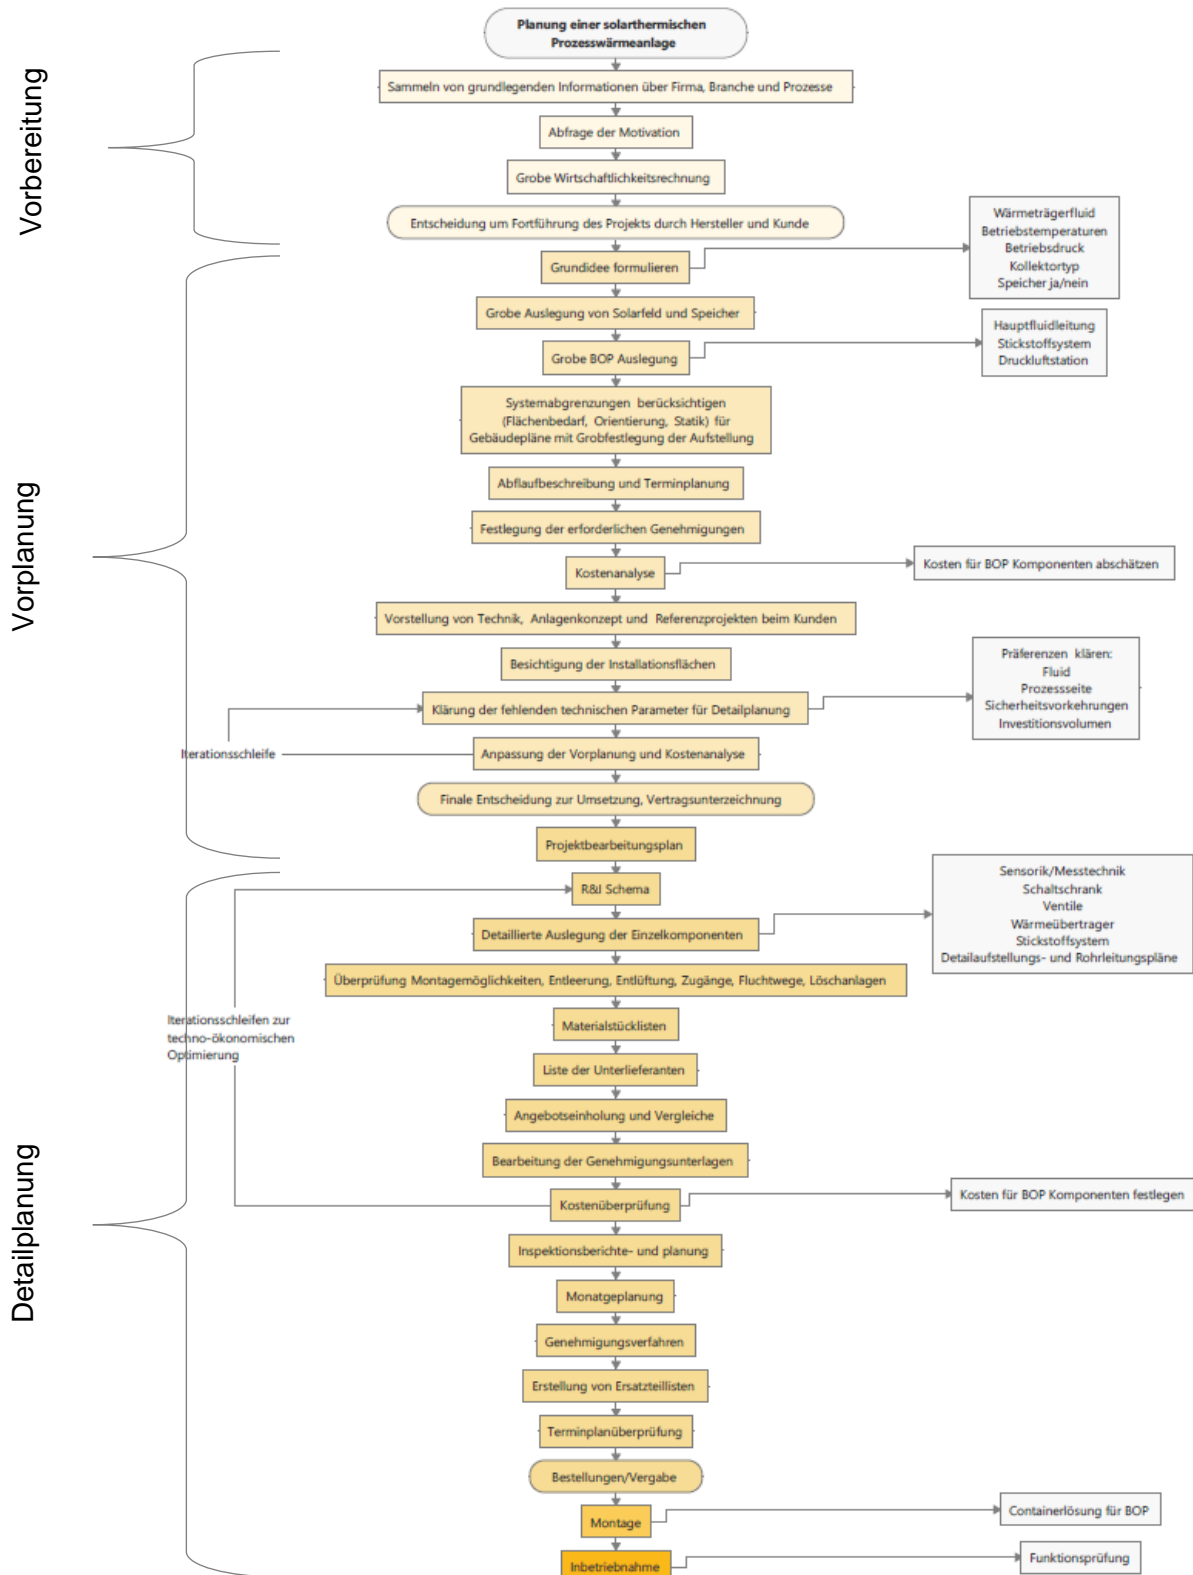 Planung einer solarthermischen
Prozesswärmeanlage
Vorbereitung
Sammeln von grundlegenden Informationen über Firma, Branche und Prozesse
Abfrage der Motivation
Grobe Wirtschaftlichkeitsrechnung
Entscheidung um Fortführung des Projekts durch Hersteller und Kunde
Vorplanung
Grundidee formulieren
Wärmeträgerfluid
Betriebstemperaturen
Betriebsdruck
Kollektortyp
Speicher ja/nein
Grobe Auslegung von Solarfeld und Speicher
Grobe BOP Auslegung
Hauptfluidleitung
Stickstoffsystem
Druckluftstation
Systemabgrenzungen berücksichtigen
(Flächenbedarf, Orientierung, Statik) für
Gebäudepläne mit Grobfestlegung der Aufstellung
Abflaufbeschreibung und Terminplanung
Festlegung der erforderlichen Genehmigungen
Kostenanalyse
Kosten für BOP Komponenten abschätzen
Vorstellung von Technik, Anlagenkonzept und Referenzprojekten beim Kunden
Besichtigung der Installationsflächen
Klärung der fehlenden technischen Parameter für Detailplanung
Präferenzen klären:
Fluid
Prozessseite
Sicherheitsvorkehrungen
Investitionsvolumen
Iterationsschleife
Anpassung der Vorplanung und Kostenanalyse
Finale Entscheidung zur Umsetzung, Vertragsunterzeichnung
Projektbearbeitungsplan
Detailplanung
R&I Schema
Detaillierte Auslegung der Einzelkomponenten
Sensorik/Messtechnik
Schaltschrank
Ventile
Wärmeübertrager
Stickstoffsystem
Detailaufstellungs- und Rohrleitungspläne
Überprüfung Montagemöglichkeiten, Entleerung, Entlüftung, Zugänge, Fluchtwege, Löschanlagen
Iterationsschleifen zur
techno-ökonomischen
Optimierung
Materialstücklisten
Liste der Unterlieferanten
Angebotseinholung und Vergleiche
Bearbeitung der Genehmigungsunterlagen
Kostenüberprüfung
Kosten für BOP Komponenten festlegen
Inspektionsberichte- und planung
Monatgeplanung
Genehmigungsverfahren
Erstellung von Ersatzteillisten
Terminplanüberprüfung
Bestellungen/Vergabe
Montage
Containerlösung für BOP
Inbetriebnahme
Funktionsprüfung